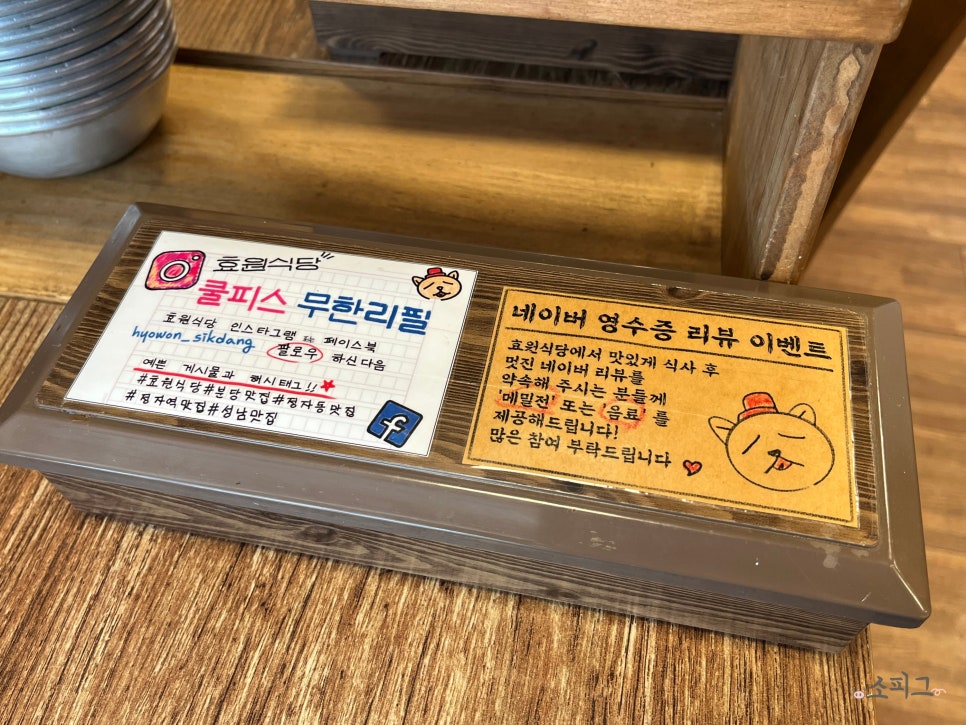 효원식당
쿨피스 무한리필
효원식당 인스타그램 또는 페이스북
hyowon_sikdang 팔로우 하신다음
예쁜 게시물과 해시태그!!
#효원식당#분당맛집#정자동맛집
#정자역맛집#성남맛집
네이버 영수증 리뷰 이벤트
효원식당에서 맛있게 식사 후
멋진 네이버 리뷰를
약속해 주시는 분들께
'메밀전' 또는 '음료' 를
제공해드립니다!
많은 참여 부탁드립니다
소피그